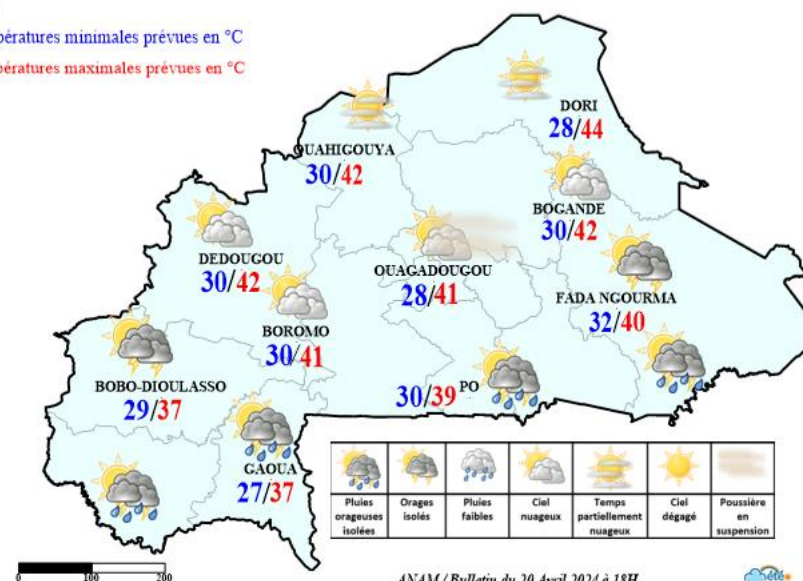 pératures minimales prévues en °C
pératures maximales prévues en °C
DORI
28/44
OUAHIGOUYA
30/42
BOGANDE
30/42
DEDOUGOU
30/42
OUAGADOUGOU
28/41
FADA NGOURMA
32/40
BOROMO
30/41
BOBO-DIOULASSO
29/37
30/39 PO
GAOUA
27/37
Pluies orageuses isolées
Orages isolés
Pluies faibles
Ciel nuageux
Temps partiellement nuageux
Ciel dégagé
Poussière en suspension
0 100 200
ANAM / Bulletin du 20 Avril 2024 à 18H
été